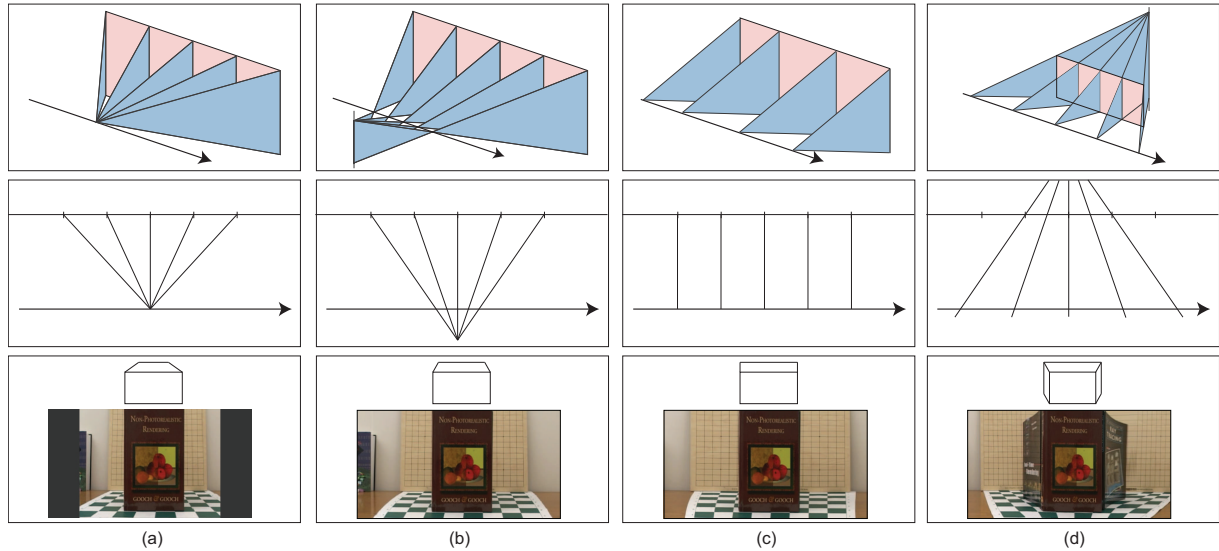 NON-PHOTOREALISTIC
RENDERING
GOOCH & GOOCH
NON-PHOTOREALISTIC
RENDERING
GOOCH & GOOCH
NON-PHOTOREALISTIC
RENDERING
GOOCH & GOOCH
NON-PHOTOREALISTIC
RENDERING
GOOCH & GOOCH
(a)
(b)
(c)
(d)